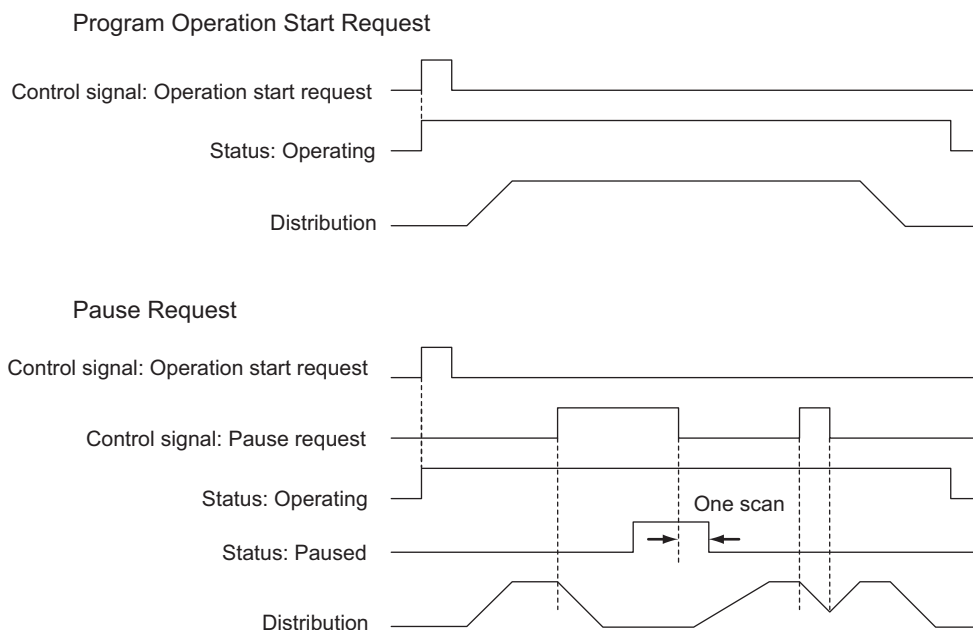 Program Operation Start Request
Control signal: Operation start request
Status: Operating
Distribution
Pause Request
Control signal: Operation start request
Control signal: Pause request
Status: Operating
One scan
Status: Paused
Distribution